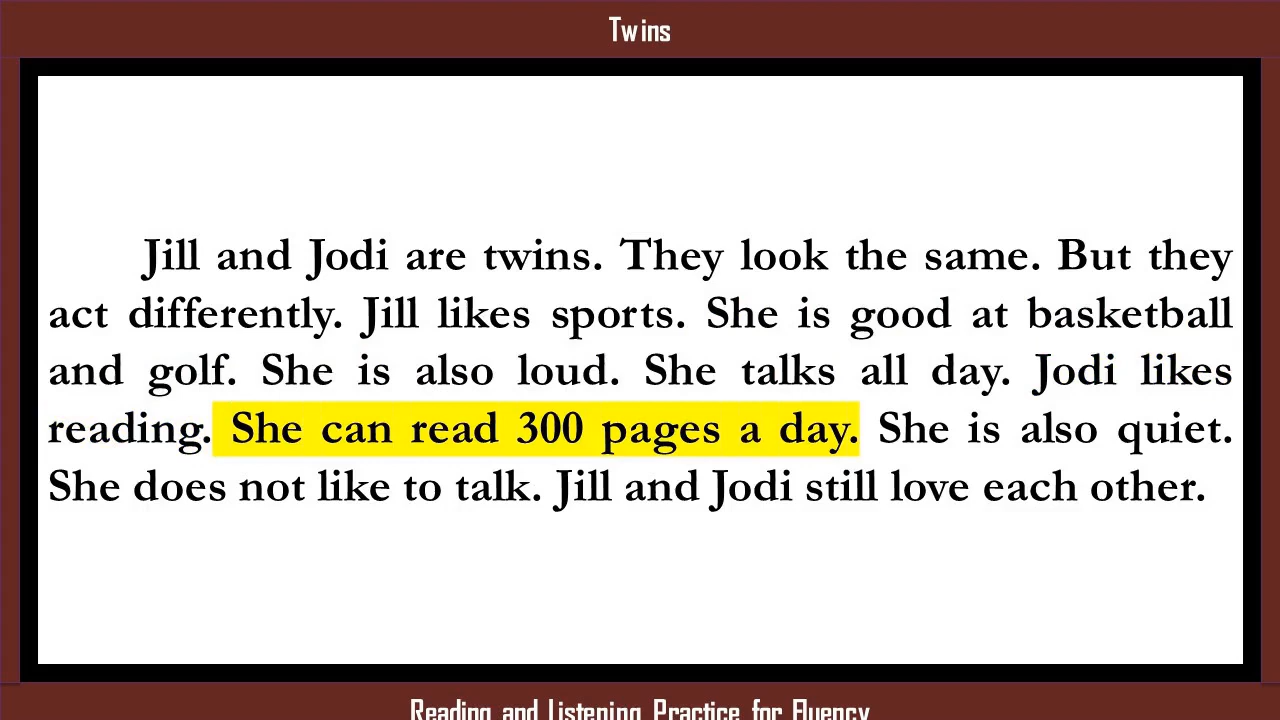 Twins
Jill and Jodi are twins. They look the same. But they
act differently. Jill likes sports. She is good at basketball
and golf. She is also loud. She talks all day. Jodi likes
reading. She can read 300 pages a day. She is also quiet.
She does not like to talk. Jill and Jodi still love each other.
Reading and Listening Practice for Fluency